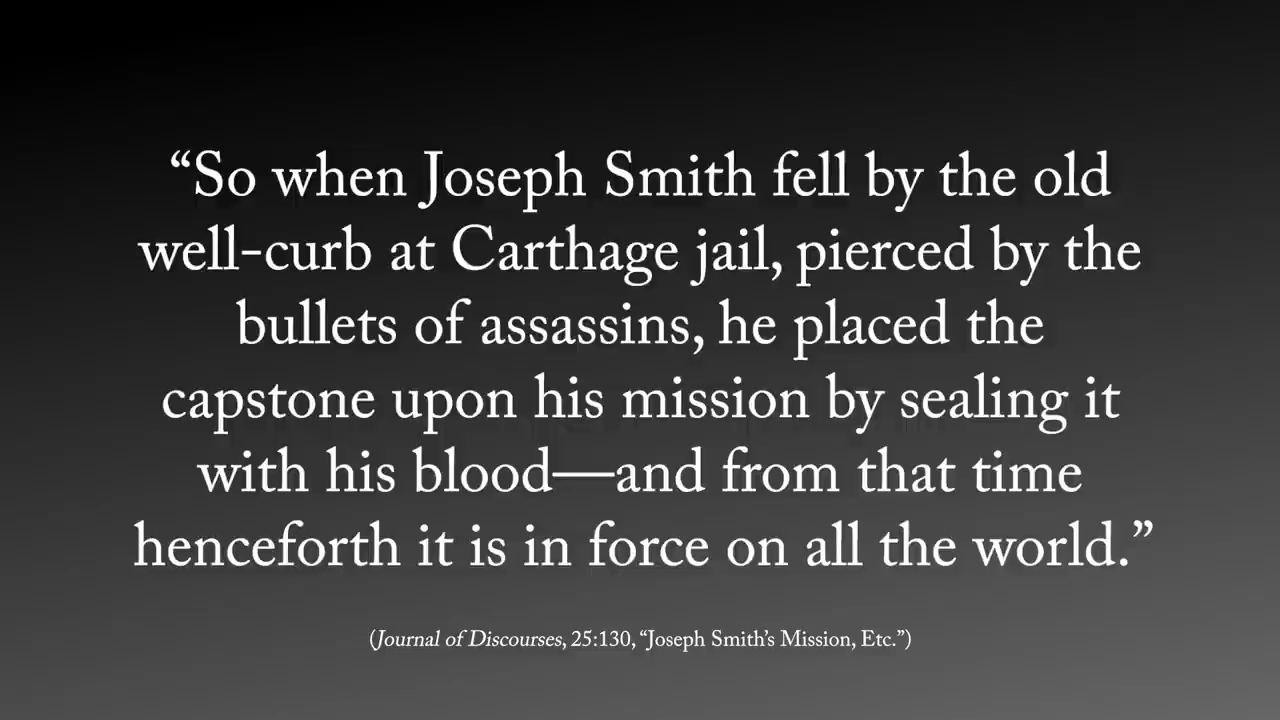 “So when Joseph Smith fell by the old
well-curb at Carthage jail, pierced by the
bullets of assassins, he placed the
capstone upon his mission by sealing it
with his blood—and from that time
henceforth it is in force on all the world.”
(Journal of Discourses, 25:130, “Joseph Smith’s Mission, Etc.”)